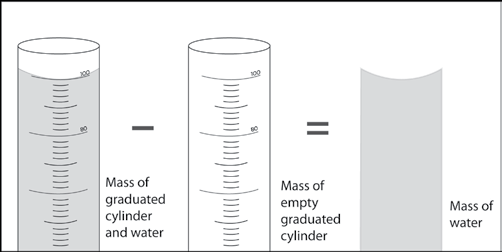 100
80
−
100
80
=
Mass of
graduated
cylinder
and water
Mass of
empty
graduated
cylinder
Mass of
water